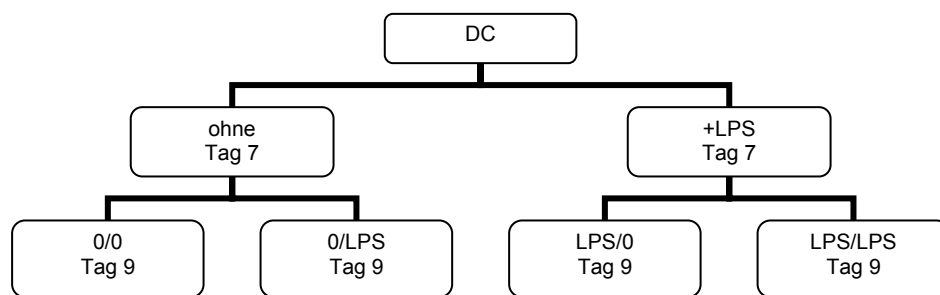 DC
ohne
Tag 7
+LPS
Tag 7
0/0
Tag 9
0/LPS
Tag 9
LPS/0
Tag 9
LPS/LPS
Tag 9